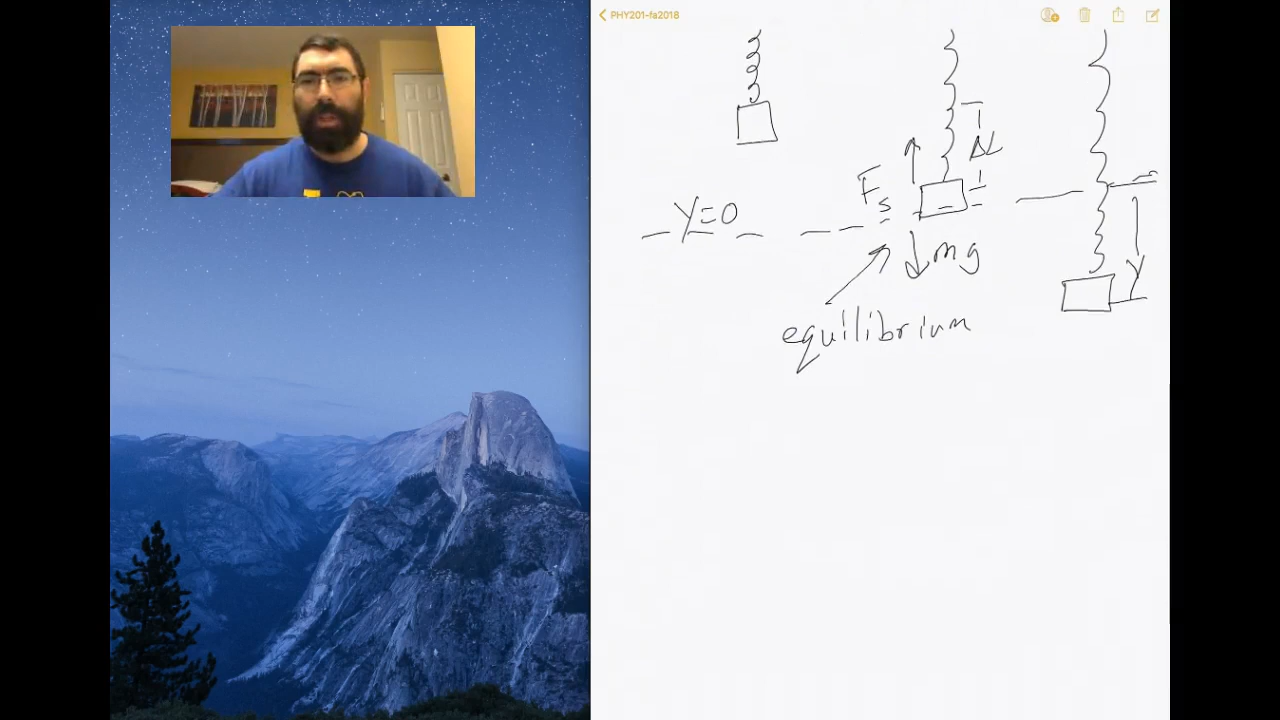 PHY201-fa2018
ΔL
Fs
Y=0
mg
Y
equilibrium